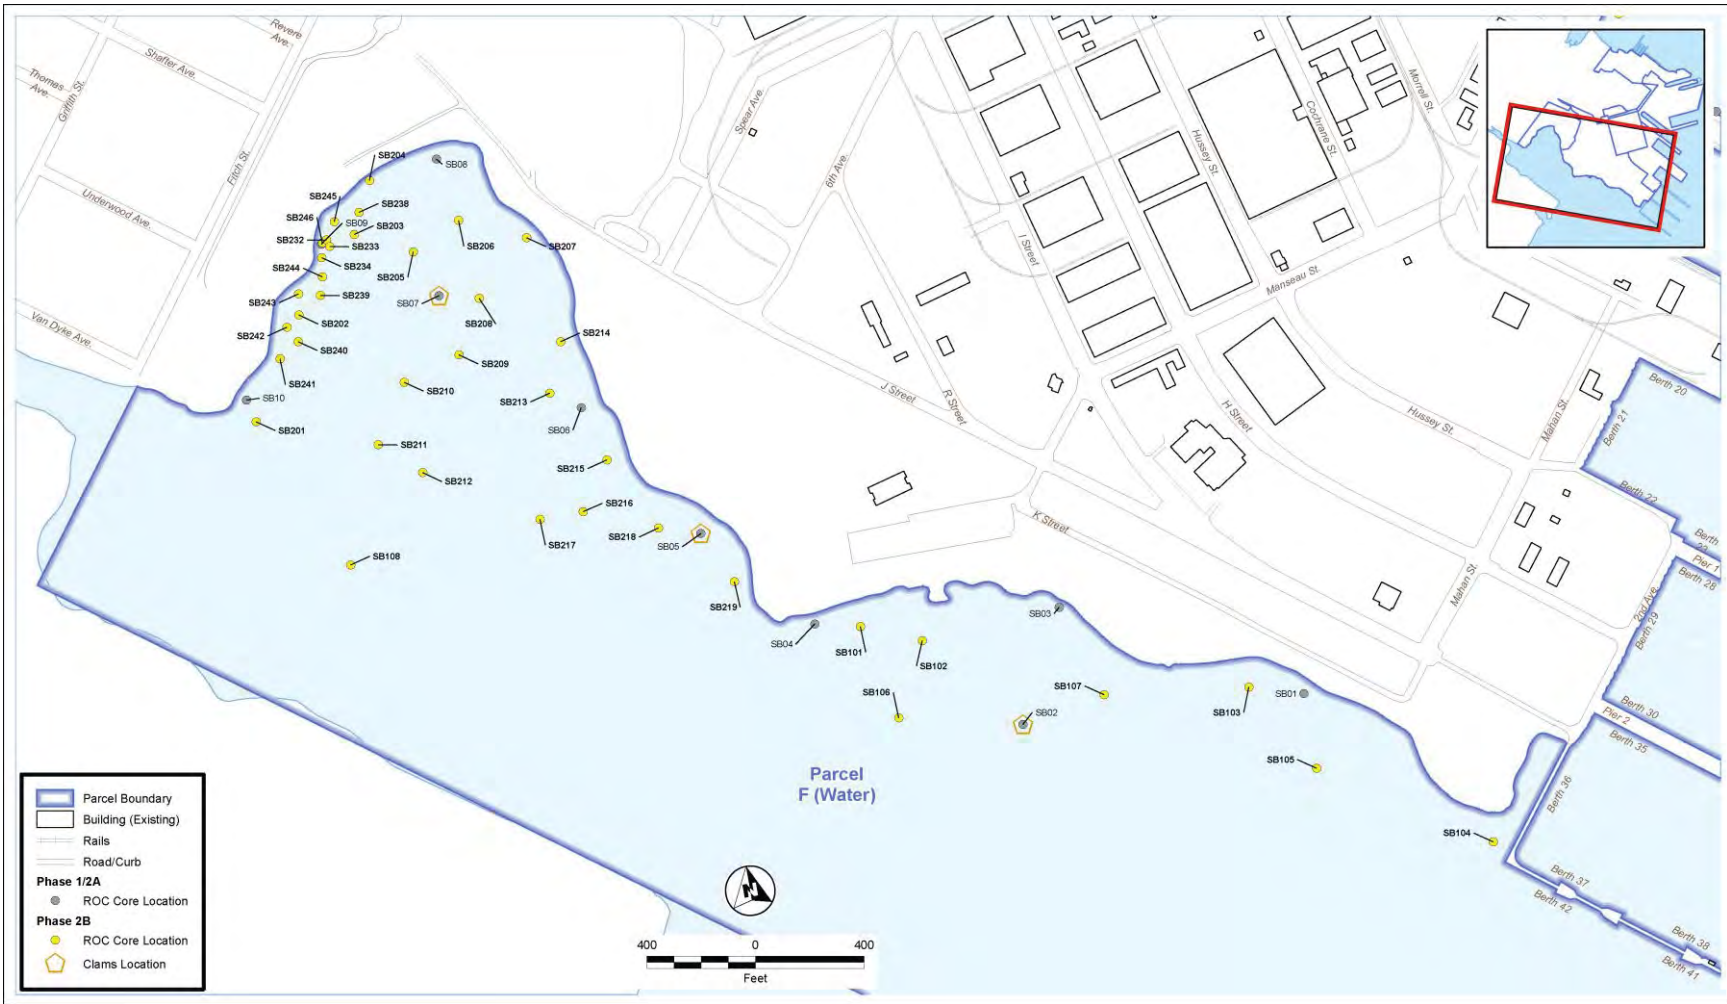 Revere
Ave.
Shafter Ave.
Thomas
Ave.
Griffith St.
Fitch St.
Underwood Ave.
Van Dyke Ave.
Spear Ave.
6th Ave.
Hussey St.
Cochrane St.
Morrell St.
I Street
Manseau St.
J Street
R Street
H Street
Hussey St.
Mahan St.
K Street
Mahan St.
2nd Ave.
Berth 20
Berth 21
Berth 22
Berth
Pier 1
Berth 28
Berth 29
Berth 30
Pier 2
Berth 35
Berth 36
Berth 37
Berth 42
Berth 38
Berth 41
SB204
SB08
SB245
SB238
SB246
SB09
SB203
SB232
SB233
SB206
SB207
SB234
SB205
SB244
SB243
SB239
SB07
SB202
SB208
SB242
SB214
SB240
SB209
SB241
SB210
SB10
SB213
SB201
SB06
SB211
SB215
SB212
SB216
SB217
SB218
SB05
SB108
SB219
SB04
SB101
SB102
SB03
SB106
SB107
SB02
SB103
SB01
SB105
SB104
Parcel
F (Water)
N
400 0 400
Feet
Parcel Boundary
Building (Existing)
Rails
Road/Curb
Phase 1/2A
ROC Core Location
Phase 2B
ROC Core Location
Clams Location